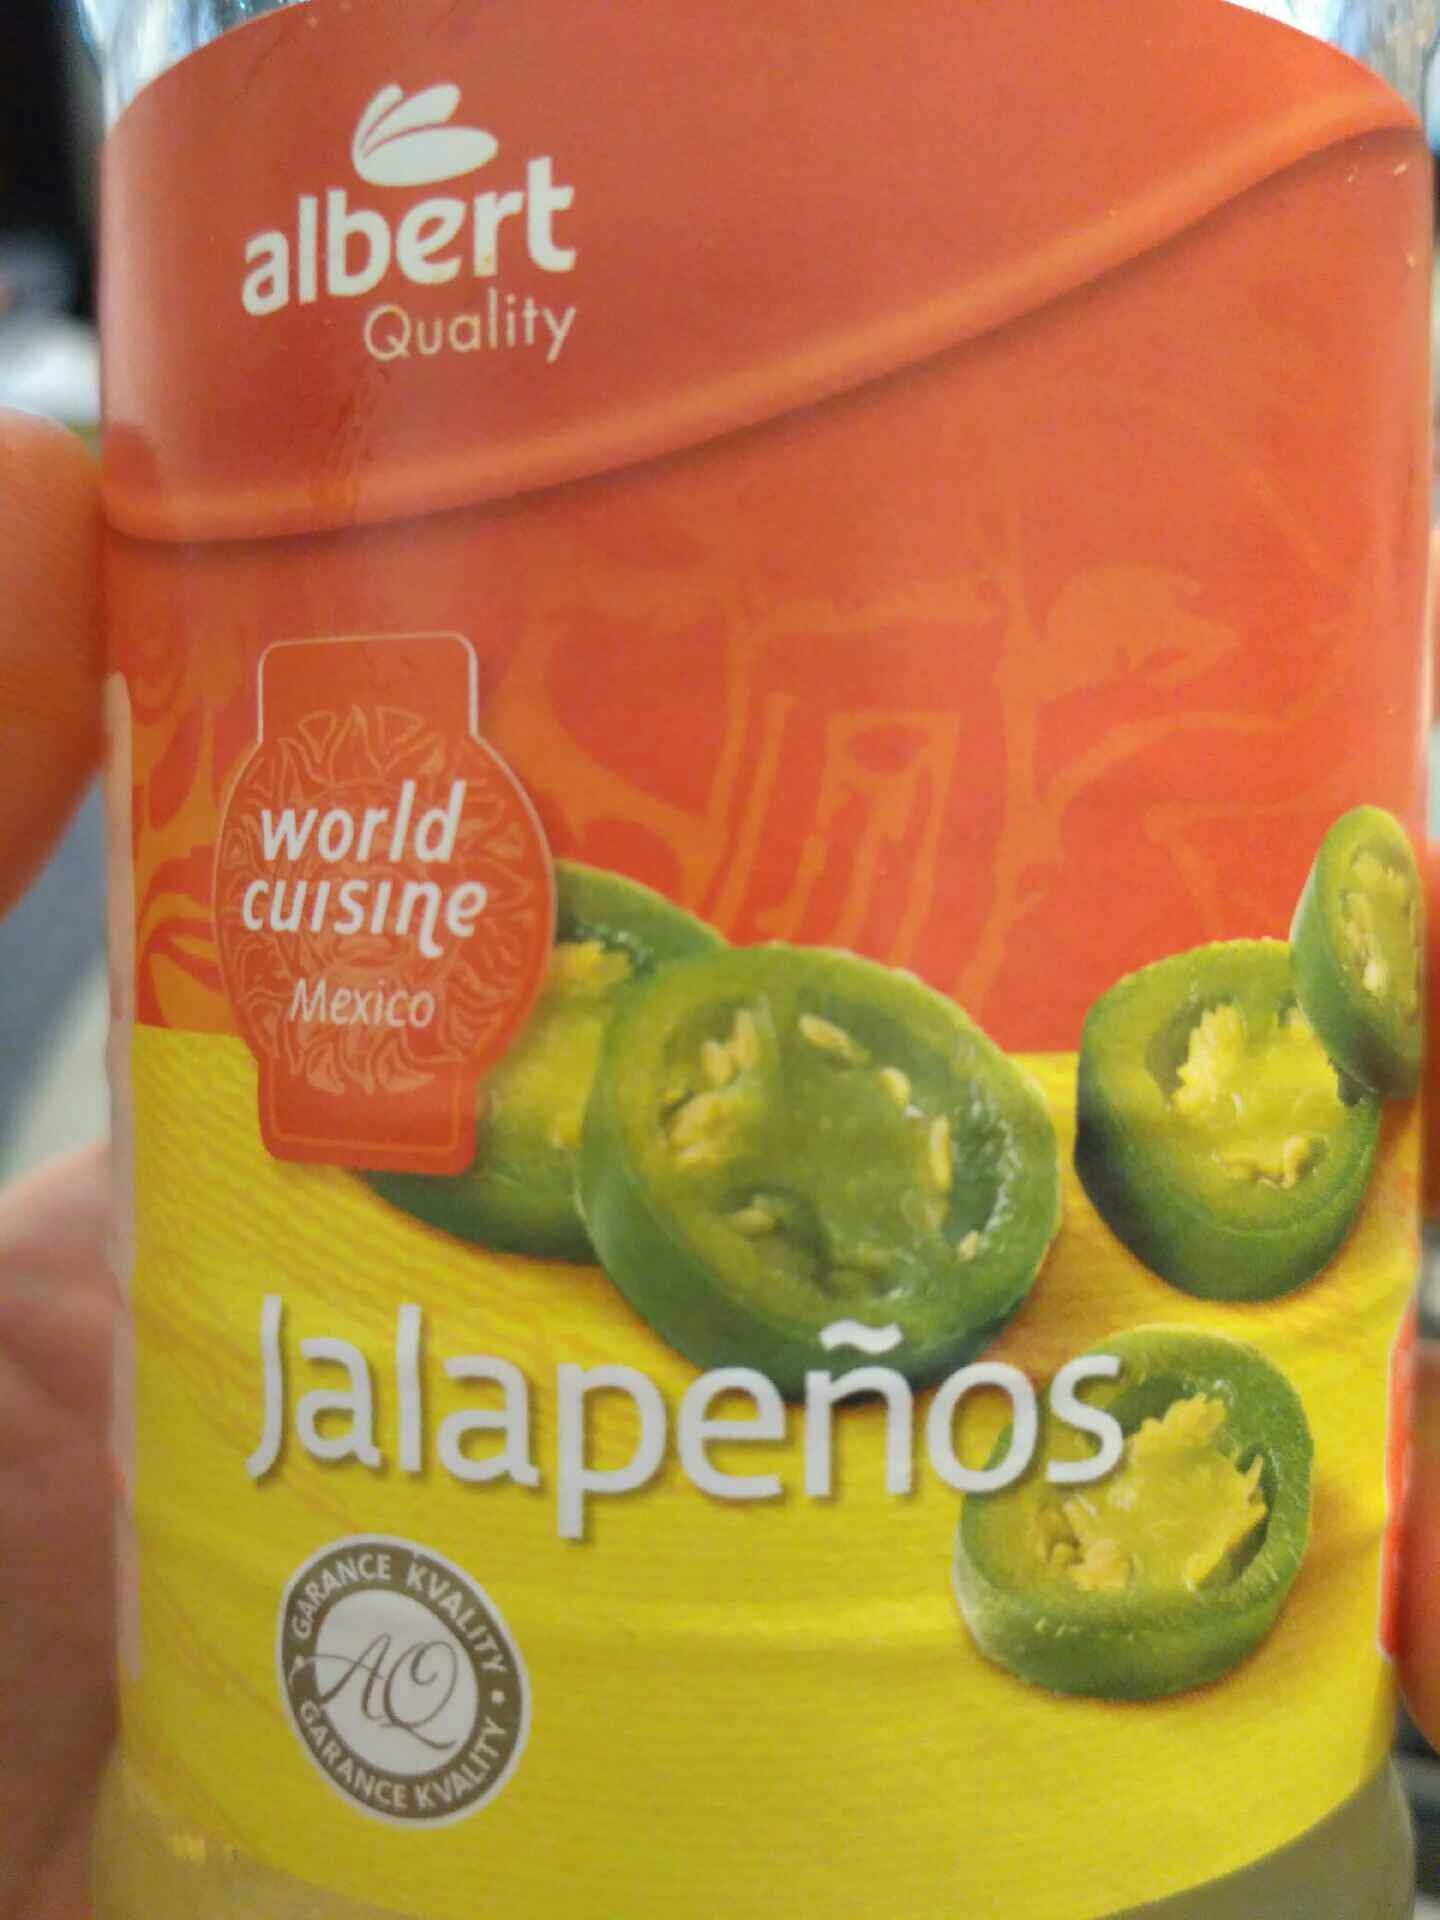 albert
Quality
world
cuisine
Mexico
Jalapeños
GARANCE KVALITY • GARANCE KVALITY •
AQ